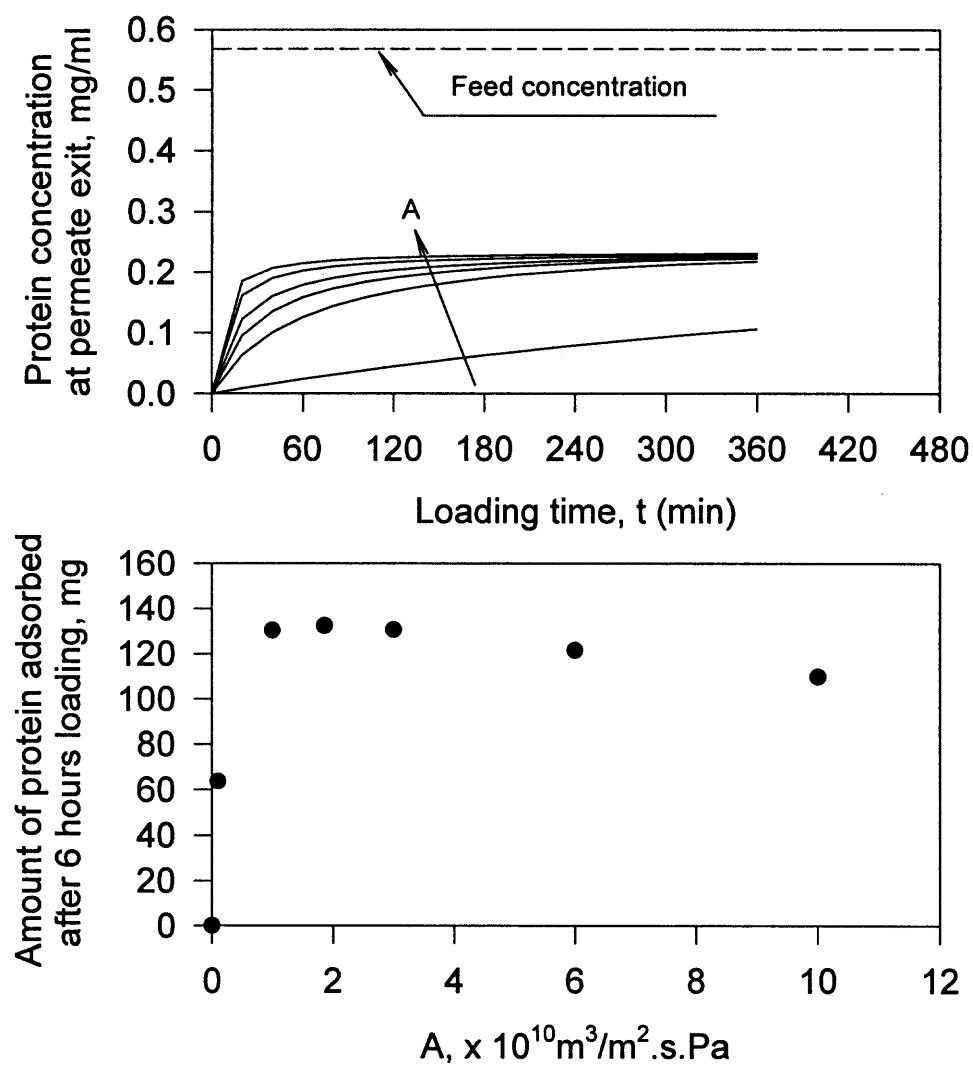 Protein concentration
at permeate exit, mg/ml
0.6
0.5
0.4
0.3
0.2
0.1
0.0
Feed concentration
A
0 60 120 180 240 300 360 420 480
Loading time, t (min)
Amount of protein adsorbed
after 6 hours loading, mg
160
140
120
100
80
60
40
20
0
0 2 4 6 8 10 12
A, x 10¹⁰m³/m².s.Pa